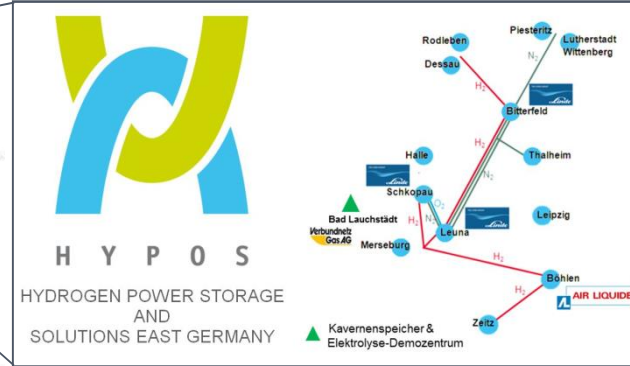 HYPOS
HYDROGEN POWER STORAGE
AND
SOLUTIONS EAST GERMANY
Piesteritz
Lutherstadt
Wittenberg
Rodleben
Dessau
N₂
H₂
Linde
Bitterfeld
Halle
H₂
Thalheim
Linde
N₂
Schkopau
O₂
Linde
Bad Lauchstädt
N₂
H₂
Leipzig
Verbundnetz
Gas AG
Leuna
Merseburg
H₂
Böhlen
H₂
AIR LIQUIDE
Zeitz
Kavernenspeicher &
Elektrolyse-Demozentrum